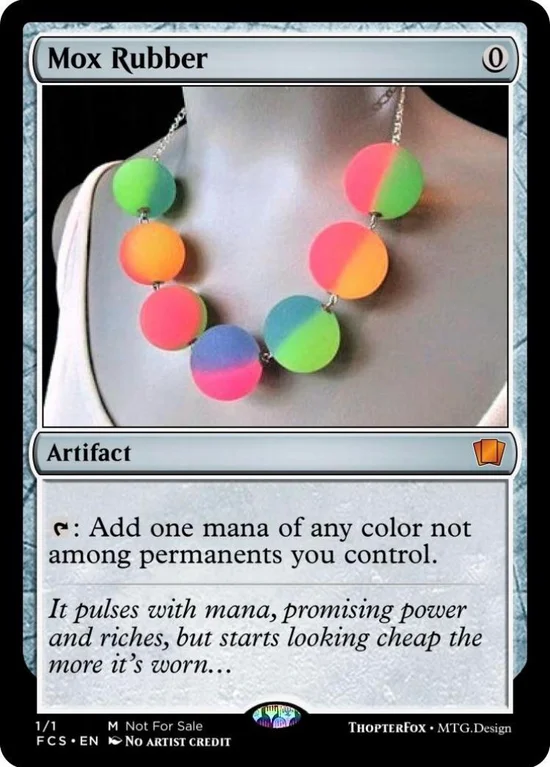 Mox Rubber 0
Artifact
: Add one mana of any color not
among permanents you control.
It pulses with mana, promising power
and riches, but starts looking cheap the
more it's worn...
1/1 M Not For Sale
FCS • EN No artist credit
ThopterFox • MTG.Design